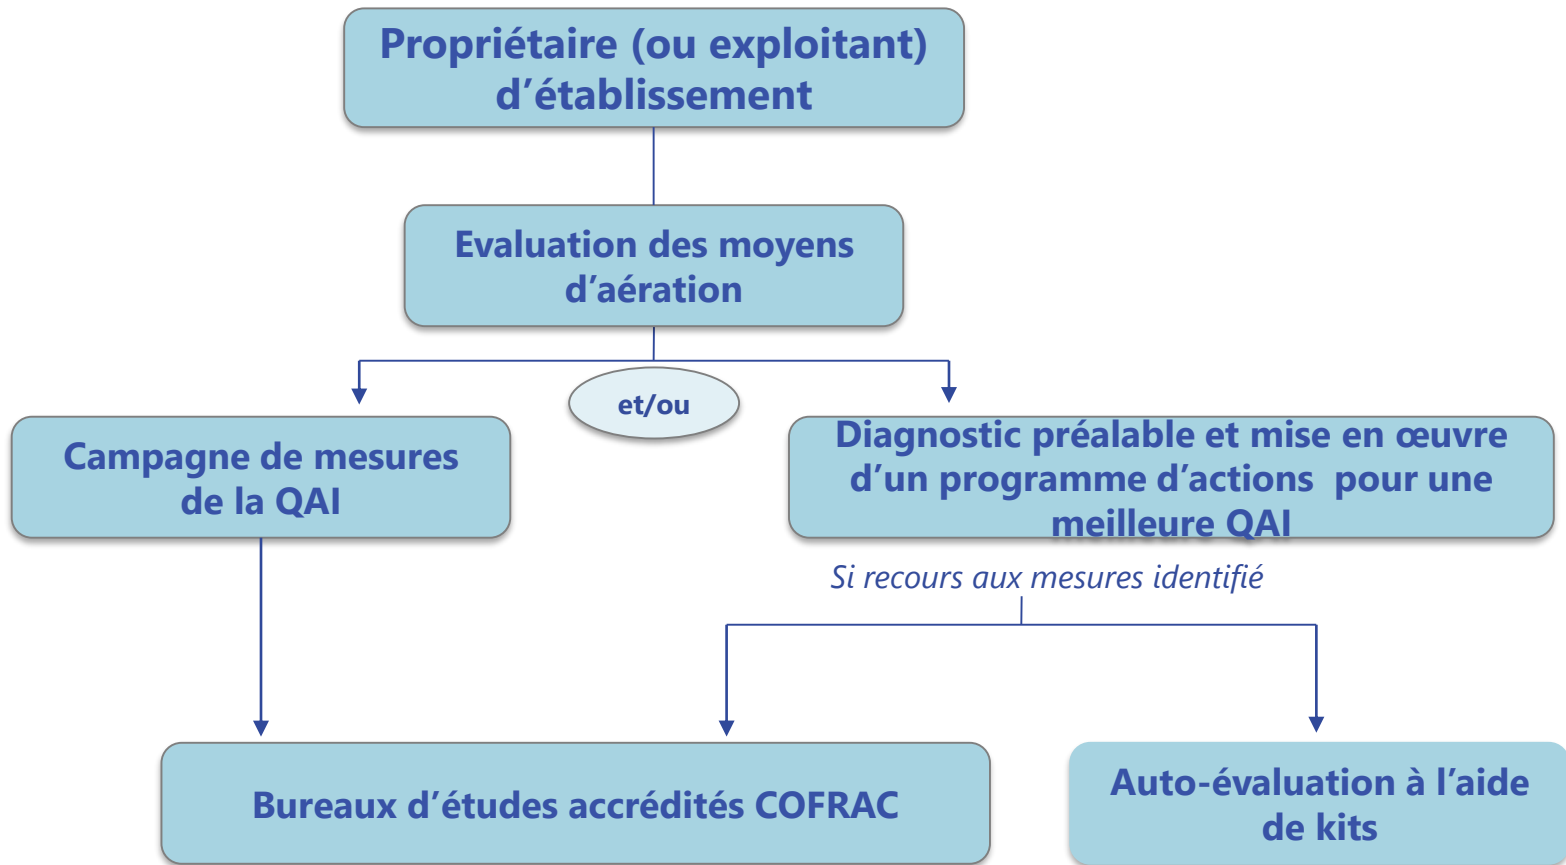 Propriétaire (ou exploitant)
d’établissement
Evaluation des moyens
d’aération
et/ou
Campagne de mesures
de la QAI
Diagnostic préalable et mise en œuvre
d’un programme d’actions  pour une
meilleure QAI
Si recours aux mesures identifié
Bureaux d’études accrédités COFRAC
Auto-évaluation à l’aide
de kits